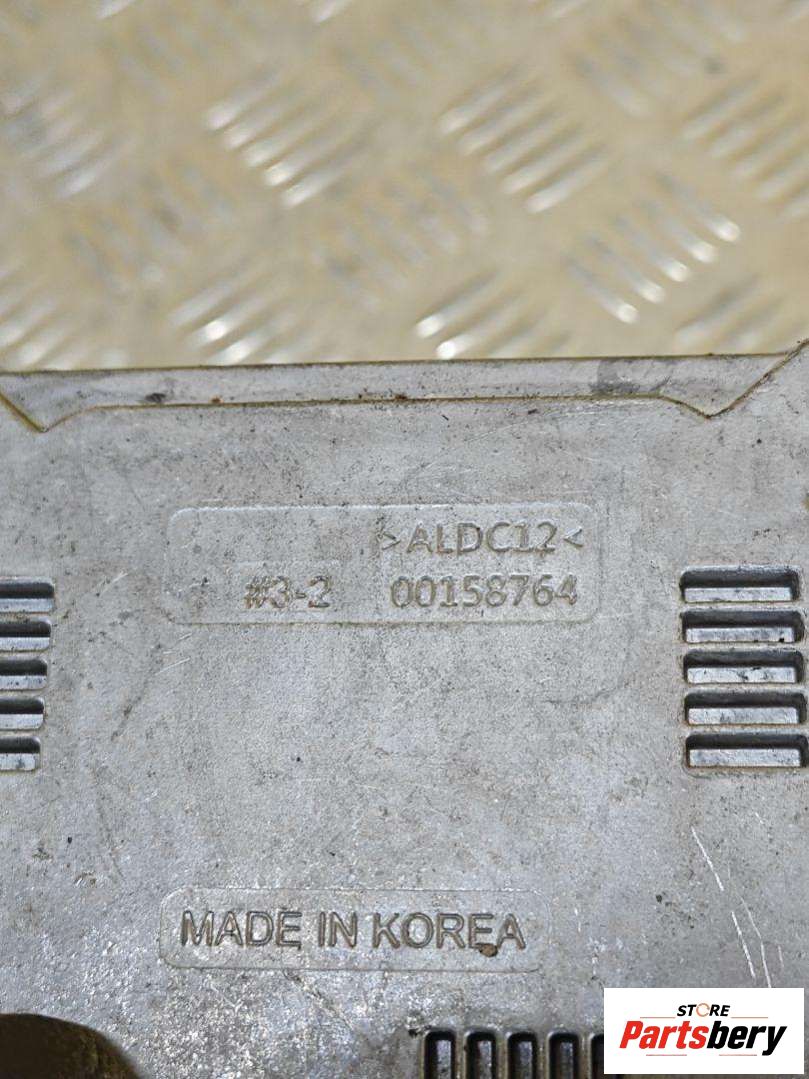 >ALDC12<
#3-2 00158764
MADE IN KOREA
STORE
Partsbery